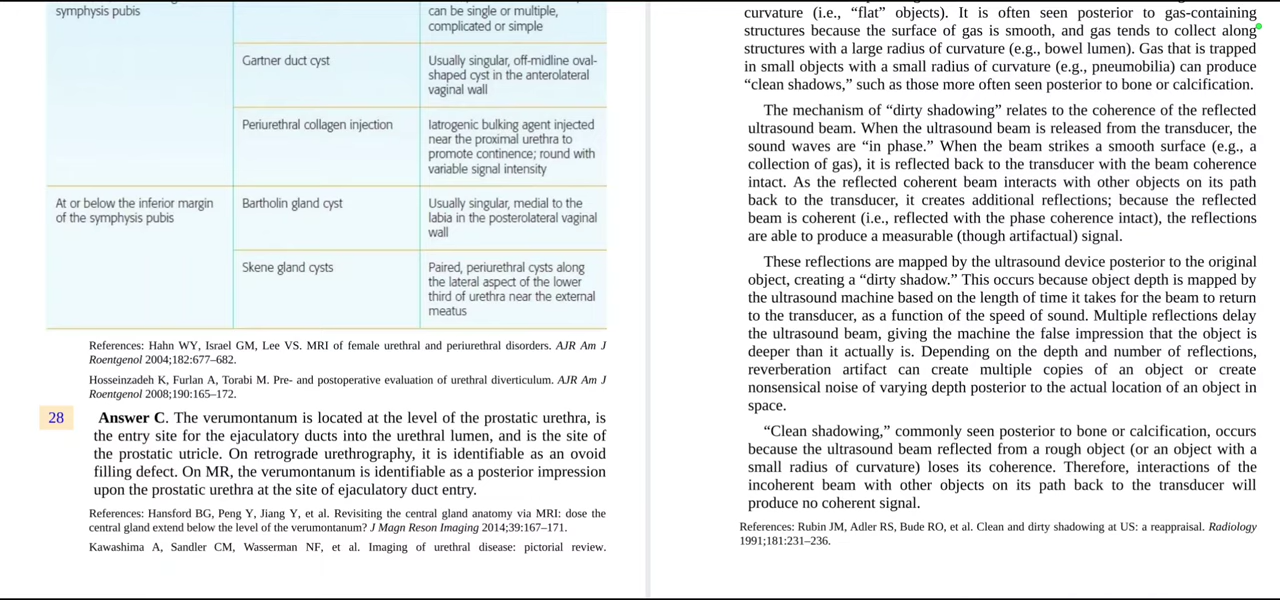 symphysis pubis
can be single or multiple,
complicated or simple
Gartner duct cyst
Usually singular, off-midline oval-
shaped cyst in the anterolateral
vaginal wall
Periurethral collagen injection
Iatrogenic bulking agent injected
near the proximal urethra to
promote continence; round with
variable signal intensity
At or below the inferior margin
of the symphysis pubis
Bartholin gland cyst
Usually singular, medial to the
labia in the posterolateral vaginal
wall
Skene gland cysts
Paired, periurethral cysts along
the lateral aspect of the lower
third of urethra near the external
meatus
References: Hahn WY, Israel GM, Lee VS. MRI of female urethral and periurethral disorders. AJR Am J
Roentgenol 2004;182:677–682.
Hosseinzadeh K, Furlan A, Torabi M. Pre- and postoperative evaluation of urethral diverticulum. AJR Am J
Roentgenol 2008;190:165–172.
28 Answer C. The verumontanum is located at the level of the prostatic urethra, is
the entry site for the ejaculatory ducts into the urethral lumen, and is the site of
the prostatic utricle. On retrograde urethrography, it is identifiable as an ovoid
filling defect. On MR, the verumontanum is identifiable as a posterior impression
upon the prostatic urethra at the site of ejaculatory duct entry.
References: Hansford BG, Peng Y, Jiang Y, et al. Revisiting the central gland anatomy via MRI: dose the
central gland extend below the level of the verumontanum? J Magn Reson Imaging 2014;39:167–171.
Kawashima A, Sandler CM, Wasserman NF, et al. Imaging of urethral disease: pictorial review.
curvature (i.e., “flat” objects). It is often seen posterior to gas-containing
structures because the surface of gas is smooth, and gas tends to collect along
structures with a large radius of curvature (e.g., bowel lumen). Gas that is trapped
in small objects with a small radius of curvature (e.g., pneumobilia) can produce
“clean shadows,” such as those more often seen posterior to bone or calcification.
The mechanism of “dirty shadowing” relates to the coherence of the reflected
ultrasound beam. When the ultrasound beam is released from the transducer, the
sound waves are “in phase.” When the beam strikes a smooth surface (e.g., a
collection of gas), it is reflected back to the transducer with the beam coherence
intact. As the reflected coherent beam interacts with other objects on its path
back to the transducer, it creates additional reflections; because the reflected
beam is coherent (i.e., reflected with the phase coherence intact), the reflections
are able to produce a measurable (though artifactual) signal.
These reflections are mapped by the ultrasound device posterior to the original
object, creating a “dirty shadow.” This occurs because object depth is mapped by
the ultrasound machine based on the length of time it takes for the beam to return
to the transducer, as a function of the speed of sound. Multiple reflections delay
the ultrasound beam, giving the machine the false impression that the object is
deeper than it actually is. Depending on the depth and number of reflections,
reverberation artifact can create multiple copies of an object or create
nonsensical noise of varying depth posterior to the actual location of an object in
space.
“Clean shadowing,” commonly seen posterior to bone or calcification, occurs
because the ultrasound beam reflected from a rough object (or an object with a
small radius of curvature) loses its coherence. Therefore, interactions of the
incoherent beam with other objects on its path back to the transducer will
produce no coherent signal.
References: Rubin JM, Adler RS, Bude RO, et al. Clean and dirty shadowing at US: a reappraisal. Radiology
1991;181:231–236.